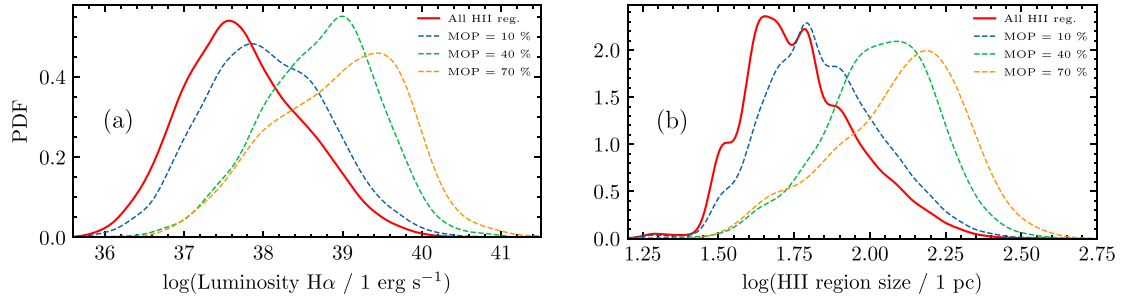 All HII reg.
MOP = 10 %
MOP = 40 %
MOP = 70 %
(a)
PDF
0.4
0.2
0.0
36 37 38 39 40 41
log(Luminosity Hα / 1 erg s⁻¹)
All HII reg.
MOP = 10 %
MOP = 40 %
MOP = 70 %
(b)
2.0
1.5
1.0
0.5
0.0
1.25 1.50 1.75 2.00 2.25 2.50 2.75
log(HII region size / 1 pc)